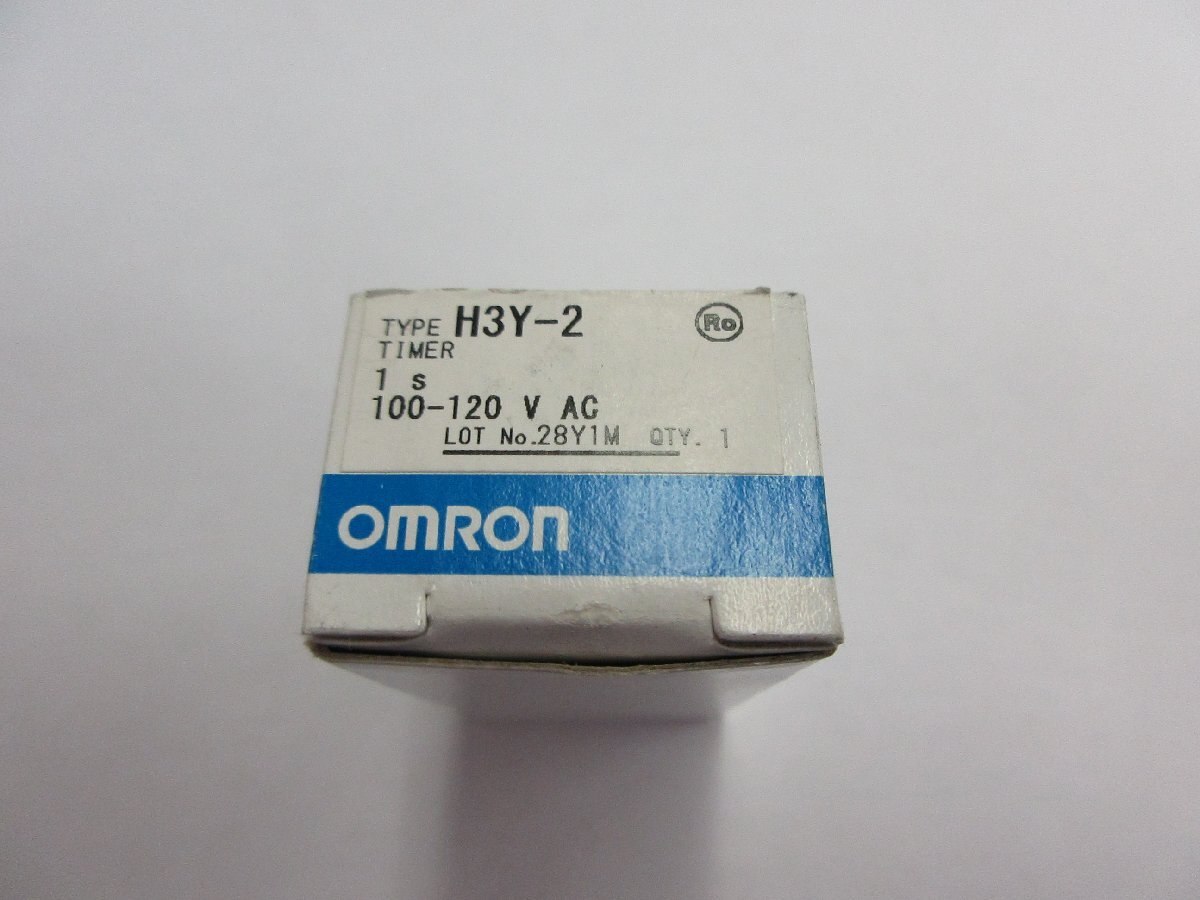 TYPE H3Y-2
Ro
TIMER
1 s
100-120 V AC
LOT No.28Y1M QTY. 1
OMRON